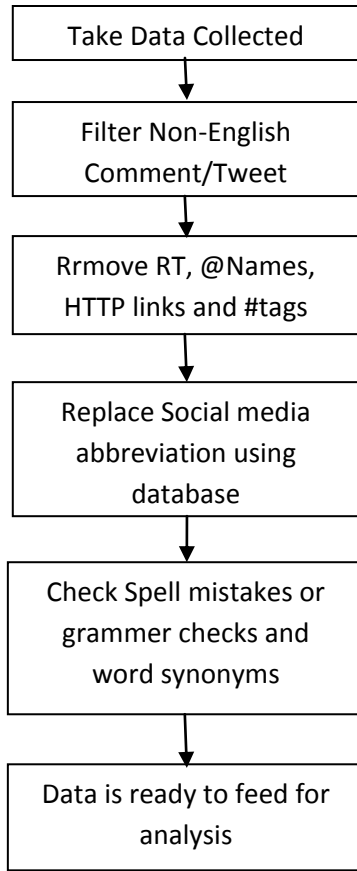 Take Data Collected
Filter Non-English
Comment/Tweet
Rrmove RT, @Names,
HTTP links and #tags
Replace Social media
abbreviation using
database
Check Spell mistakes or
grammer checks and
word synonyms
Data is ready to feed for
analysis